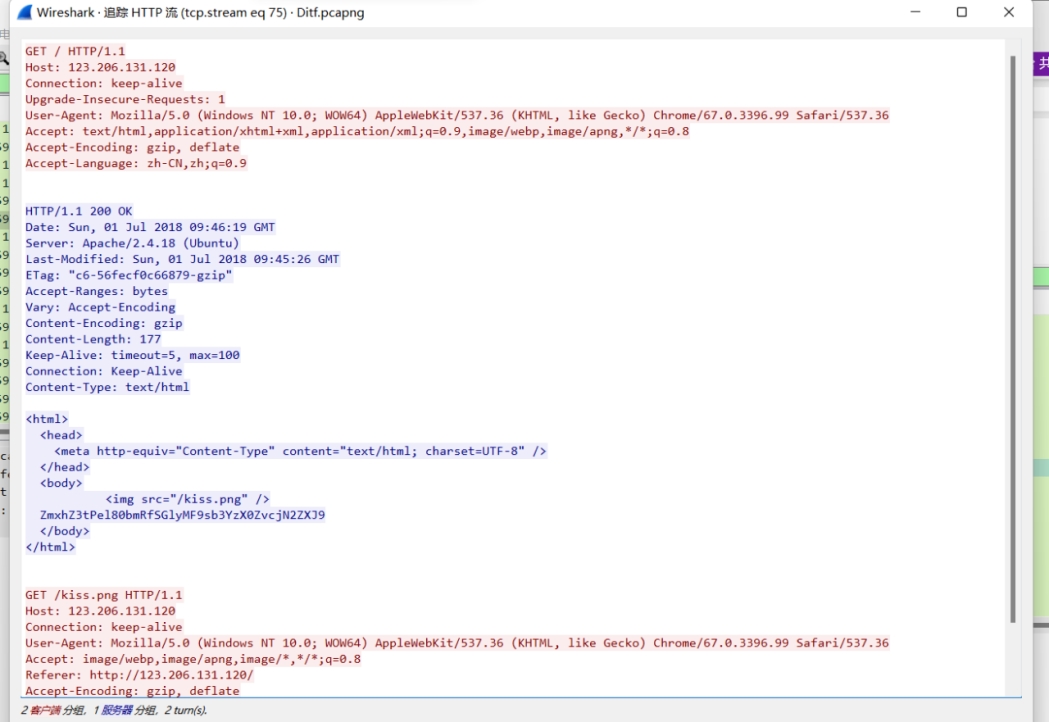 Wireshark · 追踪 HTTP 流 (tcp.stream eq 75) · Ditf.pcapng
GET / HTTP/1.1
Host: 123.206.131.120
Connection: keep-alive
Upgrade-Insecure-Requests: 1
User-Agent: Mozilla/5.0 (Windows NT 10.0; WOW64) AppleWebKit/537.36 (KHTML, like Gecko) Chrome/67.0.3396.99 Safari/537.36
Accept: text/html,application/xhtml+xml,application/xml;q=0.9,image/webp,image/apng,*/*;q=0.8
Accept-Encoding: gzip, deflate
Accept-Language: zh-CN,zh;q=0.9
HTTP/1.1 200 OK
Date: Sun, 01 Jul 2018 09:46:19 GMT
Server: Apache/2.4.18 (Ubuntu)
Last-Modified: Sun, 01 Jul 2018 09:45:26 GMT
ETag: "c6-56fecf0c66879-gzip"
Accept-Ranges: bytes
Vary: Accept-Encoding
Content-Encoding: gzip
Content-Length: 177
Keep-Alive: timeout=5, max=100
Connection: Keep-Alive
Content-Type: text/html
<html>
<head>
<meta http-equiv="Content-Type" content="text/html; charset=UTF-8" />
</head>
<body>
<img src="/kiss.png" />
ZmxhZ3tPel80bmRfSGlyMF9sb3YzX0ZvcjN2ZXJ9
</body>
</html>
GET /kiss.png HTTP/1.1
Host: 123.206.131.120
Connection: keep-alive
User-Agent: Mozilla/5.0 (Windows NT 10.0; WOW64) AppleWebKit/537.36 (KHTML, like Gecko) Chrome/67.0.3396.99 Safari/537.36
Accept: image/webp,image/apng,image/*,*/*;q=0.8
Referer: http://123.206.131.120/
Accept-Encoding: gzip, deflate
2 客户端 分组, 1 服务器 分组, 2 turn(s).